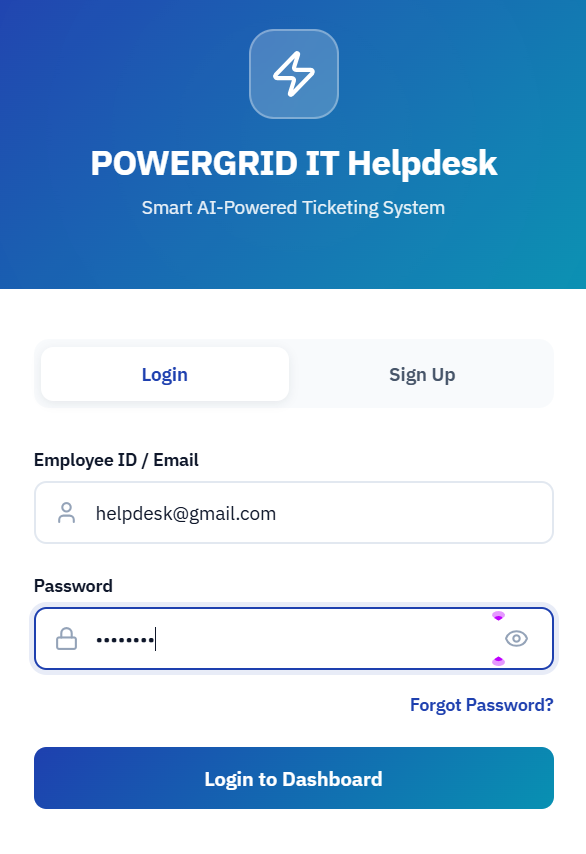 POWERGRID IT Helpdesk
Smart AI-Powered Ticketing System
Login
Sign Up
Employee ID / Email
helpdesk@gmail.com
Password
••••••••
Forgot Password?
Login to Dashboard